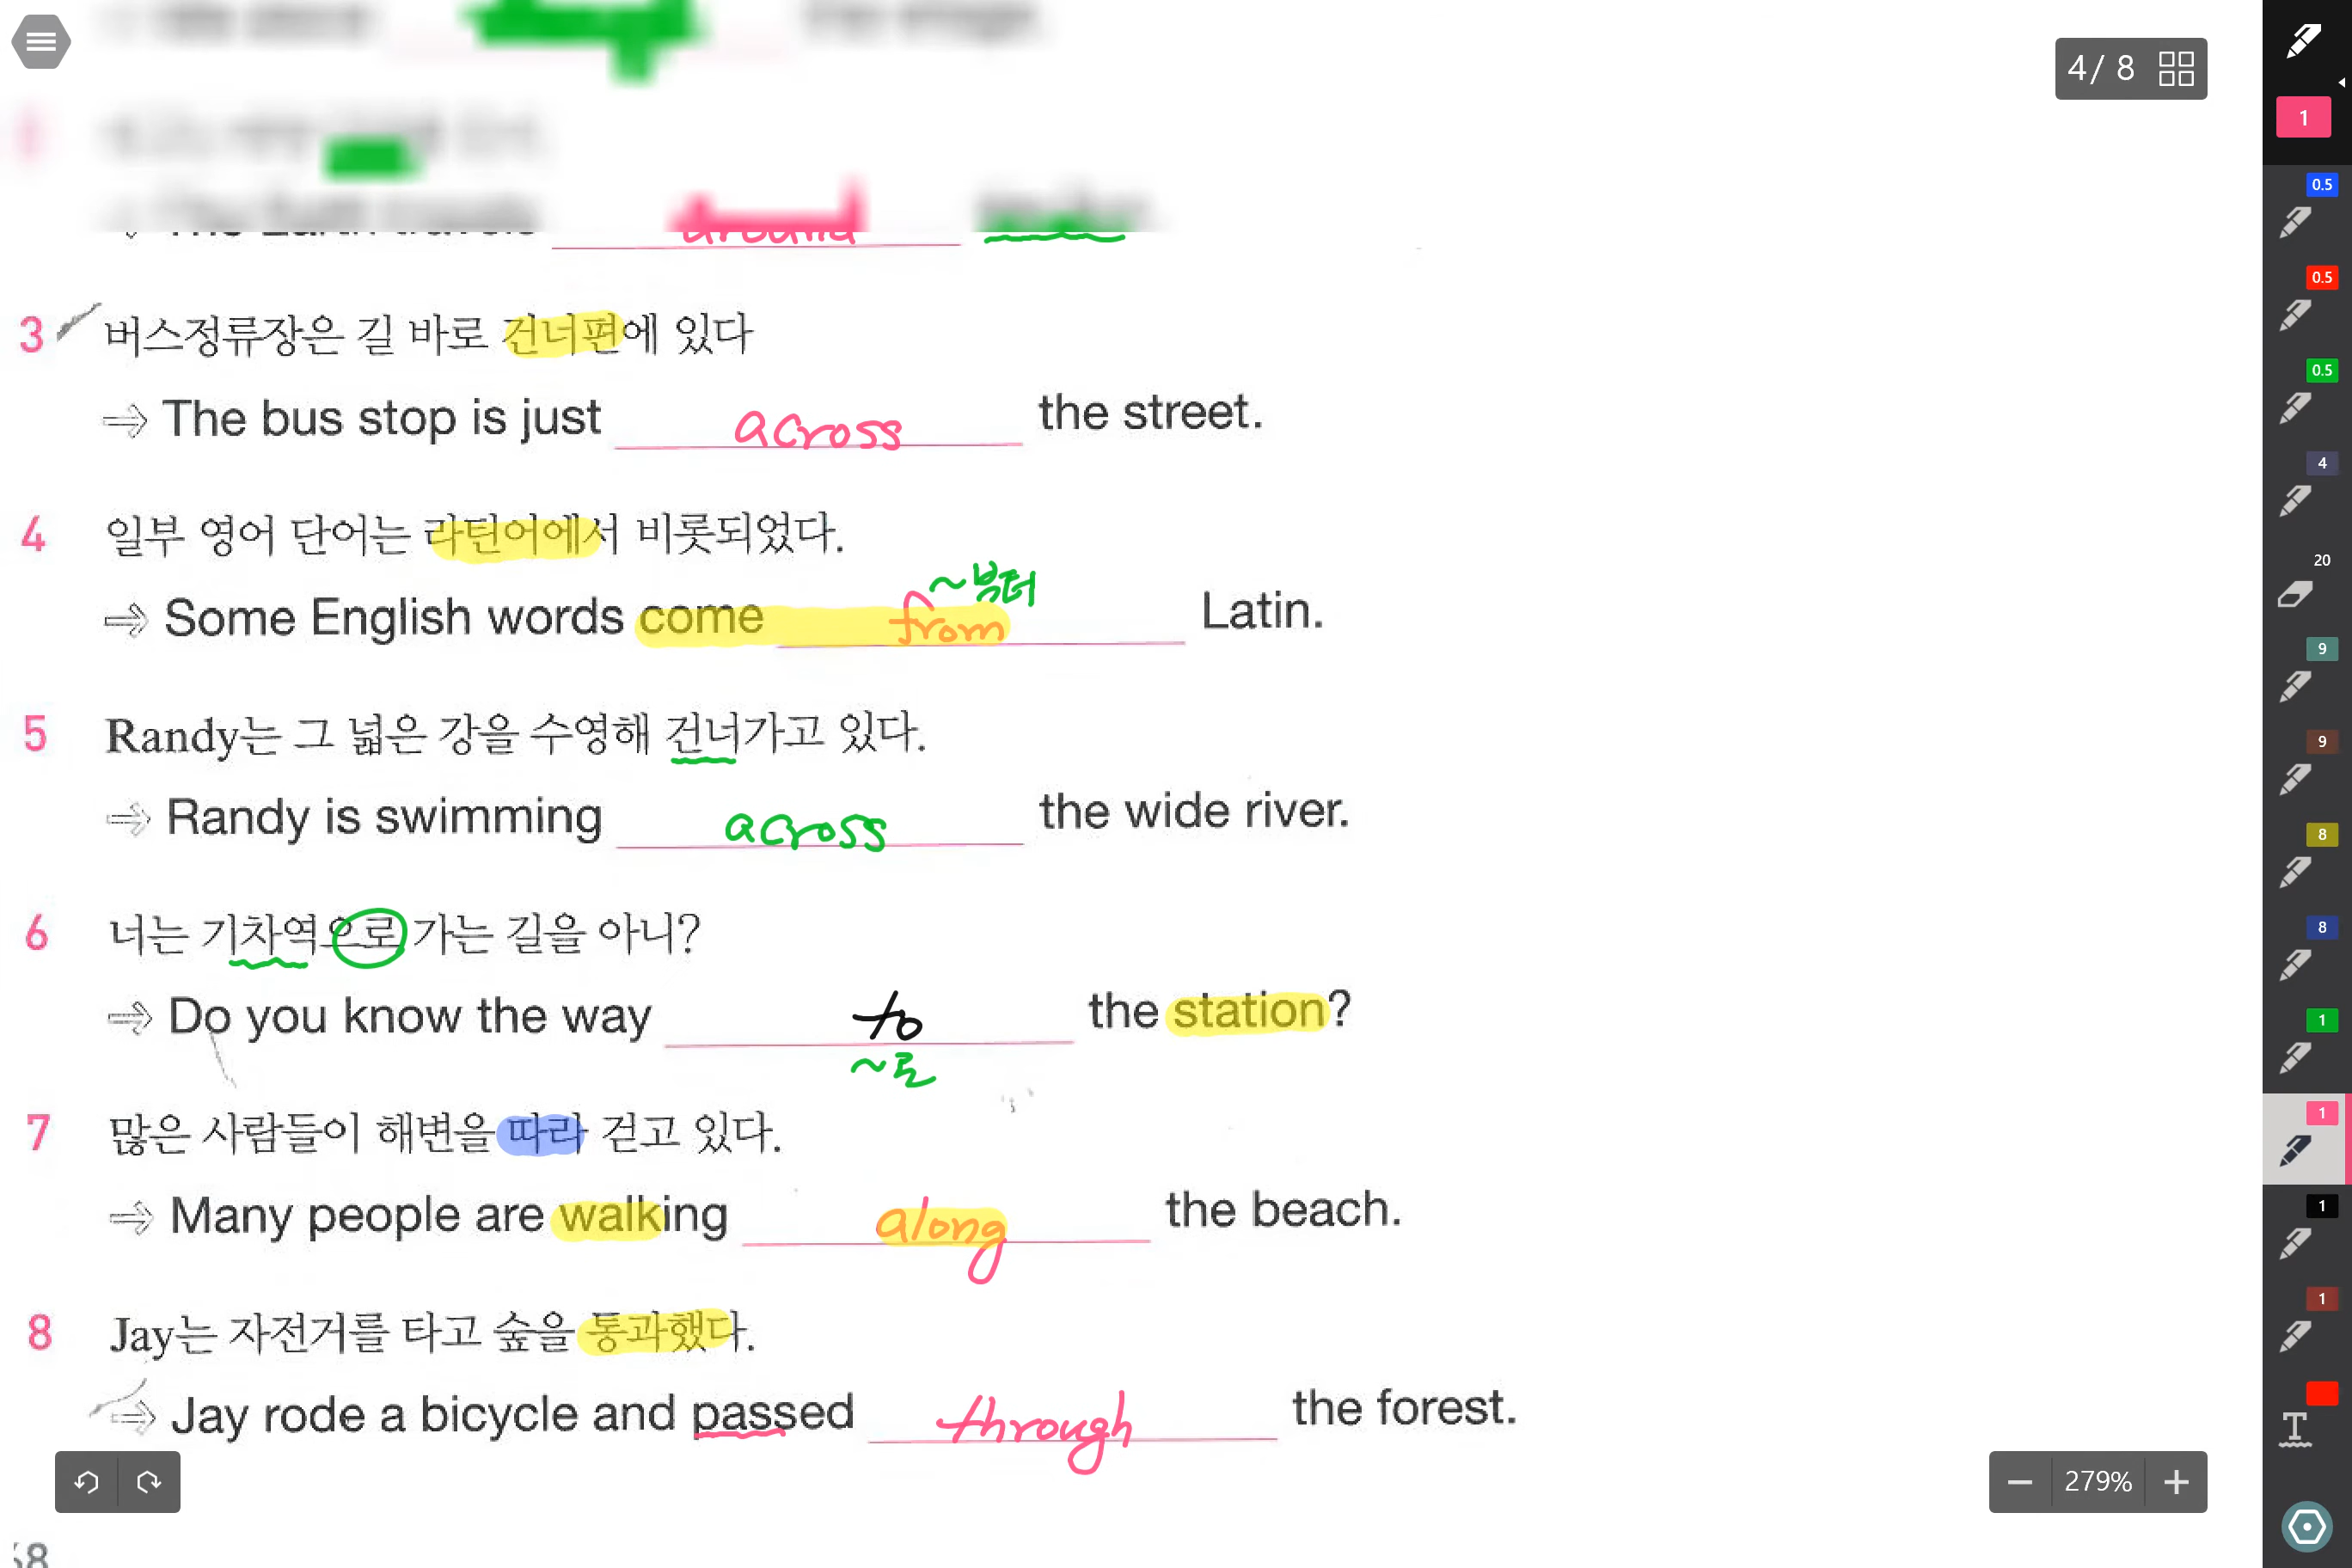 4/ 8
1
around
3 버스정류장은 길 바로 건너편에 있다
⇒ The bus stop is just across the street.
4 일부 영어 단어는 라틴어에서 비롯되었다.
~부터
⇒ Some English words come from Latin.
5 Randy는 그 넓은 강을 수영해 건너가고 있다.
⇒ Randy is swimming across the wide river.
6 너는 기차역으로 가는 길을 아니?
⇒ Do you know the way to the station?
~로
7 많은 사람들이 해변을 따라 걷고 있다.
⇒ Many people are walking along the beach.
8 Jay는 자전거를 타고 숲을 통과했다.
⇒ Jay rode a bicycle and passed through the forest.
279%
0.5
0.5
0.5
4
20
9
9
8
8
1
1
1
1
T